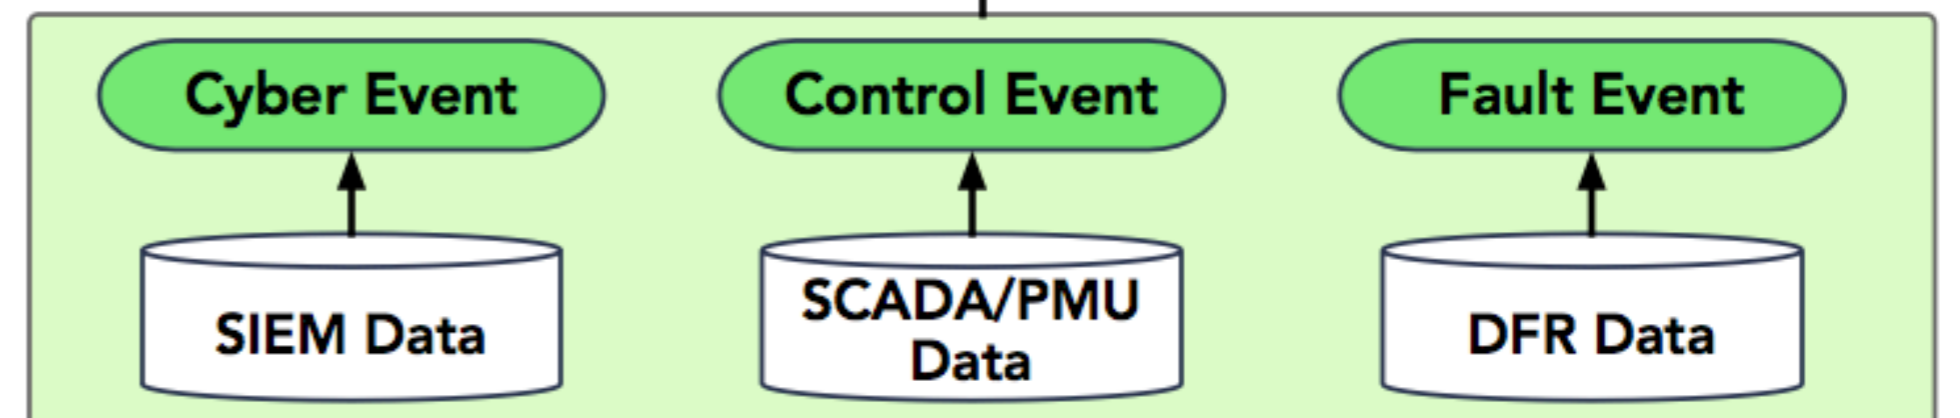 Cyber Event
Control Event
Fault Event
SIEM Data
SCADA/PMU
Data
DFR Data